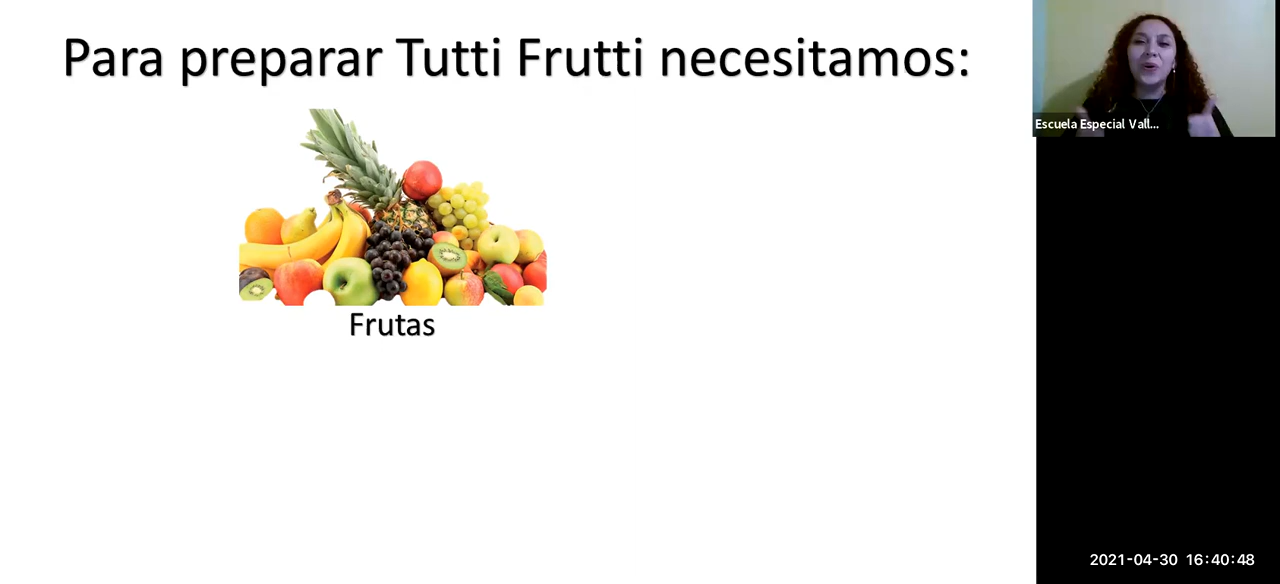 Para preparar Tutti Frutti necesitamos:
Escuela Especial Vall...
Frutas
2021-04-30 16:40:48